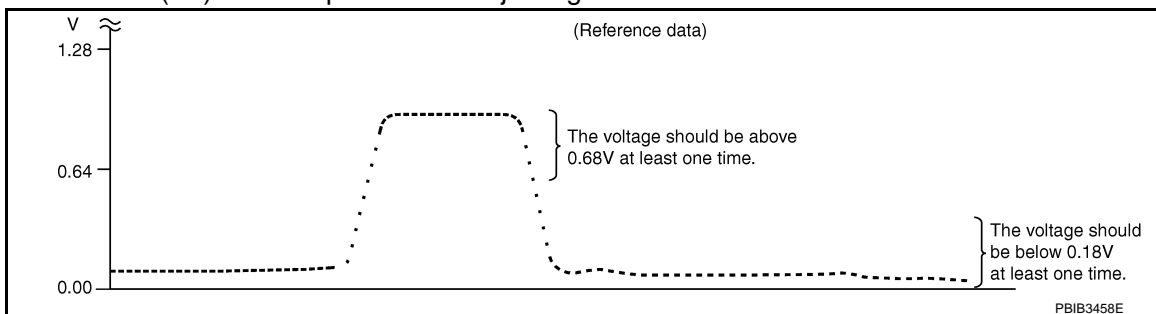 V
(Reference data)
1.28
The voltage should be above
0.68V at least one time.
0.64
The voltage should
be below 0.18V
at least one time.
0.00
PBIB3458E